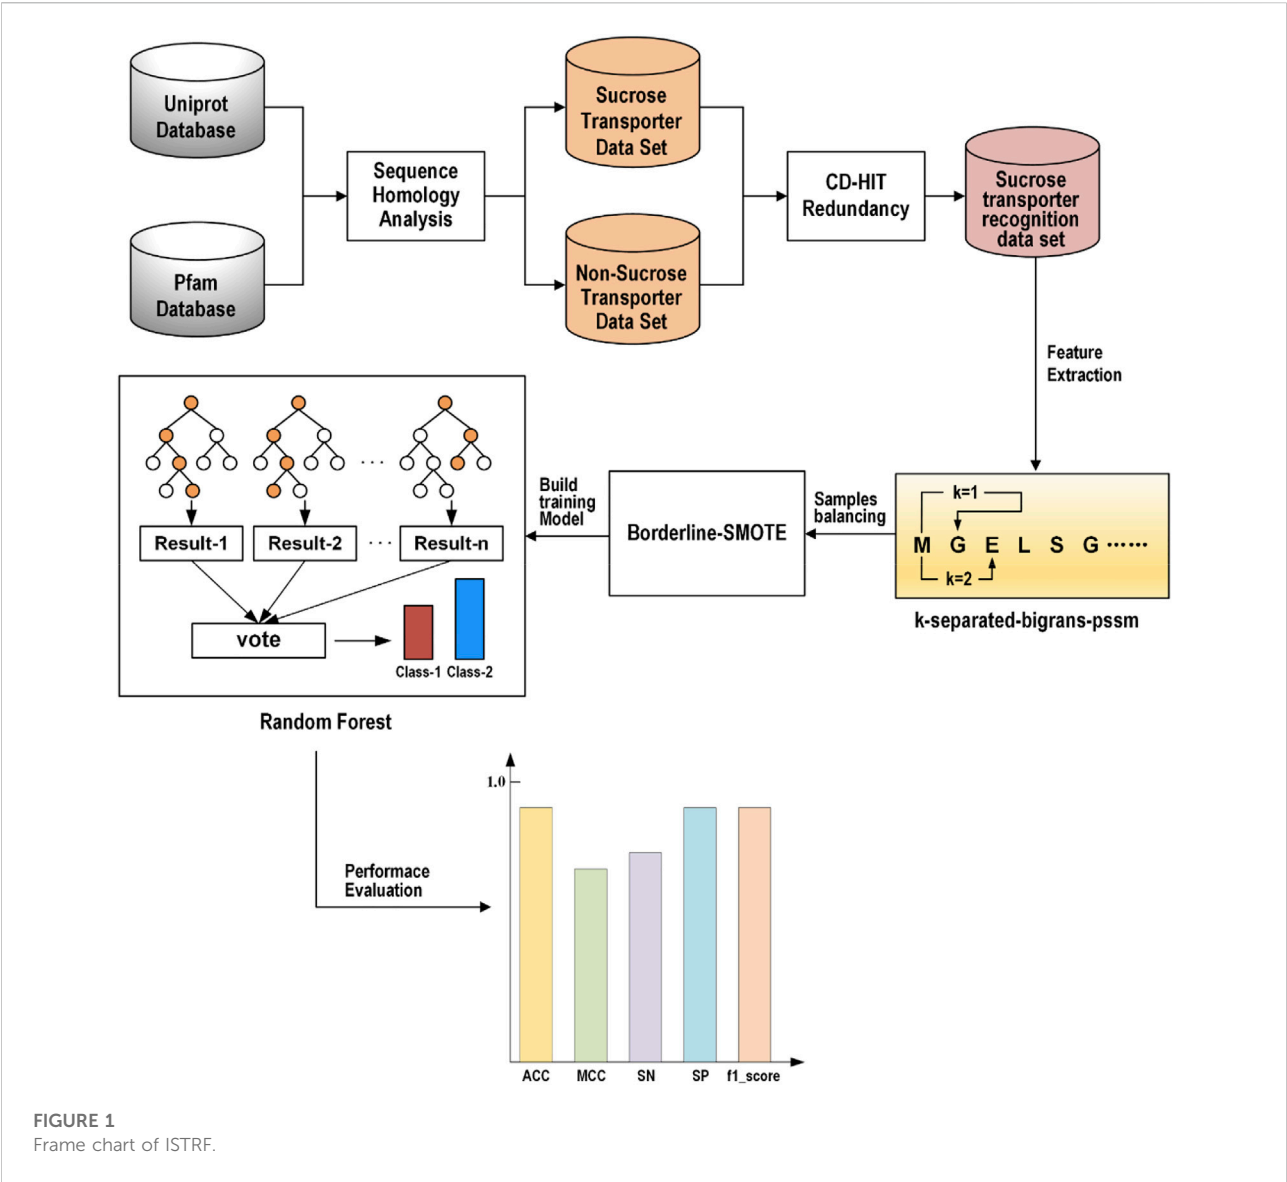 Uniprot
Database
Pfam
Database
Sequence
Homology
Analysis
Sucrose
Transporter
Data Set
Non-Sucrose
Transporter
Data Set
CD-HIT
Redundancy
Sucrose
transporter
recognition
data set
Feature
Extraction
k=1
M G E L S G ······
k=2
k-separated-bigrans-pssm
Samples
balancing
Borderline-SMOTE
Build
training
Model
· · ·
Result-1
Result-2
· · ·
Result-n
vote
Class-1
Class-2
Random Forest
Performace
Evaluation
1.0
ACC
MCC
SN
SP
f1_score
FIGURE 1
Frame chart of ISTRF.